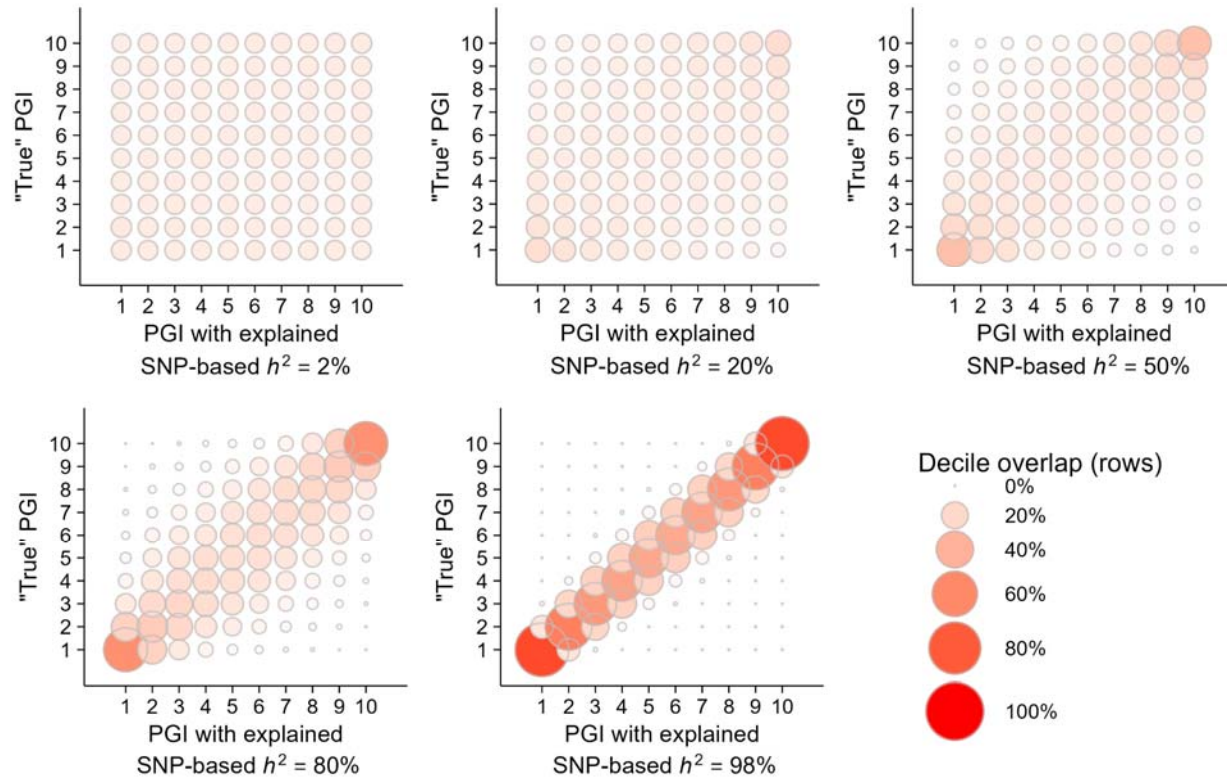 "True" PGI
10
9
8
7
6
5
4
3
2
1
1 2 3 4 5 6 7 8 9 10
PGI with explained
SNP-based h² = 2%
"True" PGI
10
9
8
7
6
5
4
3
2
1
1 2 3 4 5 6 7 8 9 10
PGI with explained
SNP-based h² = 20%
"True" PGI
10
9
8
7
6
5
4
3
2
1
1 2 3 4 5 6 7 8 9 10
PGI with explained
SNP-based h² = 50%
"True" PGI
10
9
8
7
6
5
4
3
2
1
1 2 3 4 5 6 7 8 9 10
PGI with explained
SNP-based h² = 80%
"True" PGI
10
9
8
7
6
5
4
3
2
1
1 2 3 4 5 6 7 8 9 10
PGI with explained
SNP-based h² = 98%
Decile overlap (rows)
0%
20%
40%
60%
80%
100%